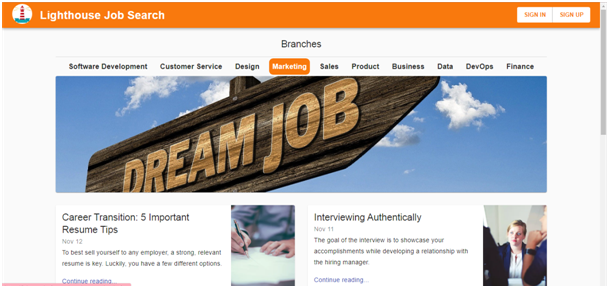 Lighthouse Job Search
SIGN IN SIGN UP
Branches
Software Development Customer Service Design Marketing Sales Product Business Data DevOps Finance
DREAM JOB
Career Transition: 5 Important
Resume Tips
Nov 12
To best sell yourself to any employer, a strong, relevant
resume is key. Luckily, you have a few different options.
Continue reading...
Interviewing Authentically
Nov 11
The goal of the interview is to showcase your
accomplishments while developing a relationship with
the hiring manager.
Continue reading...